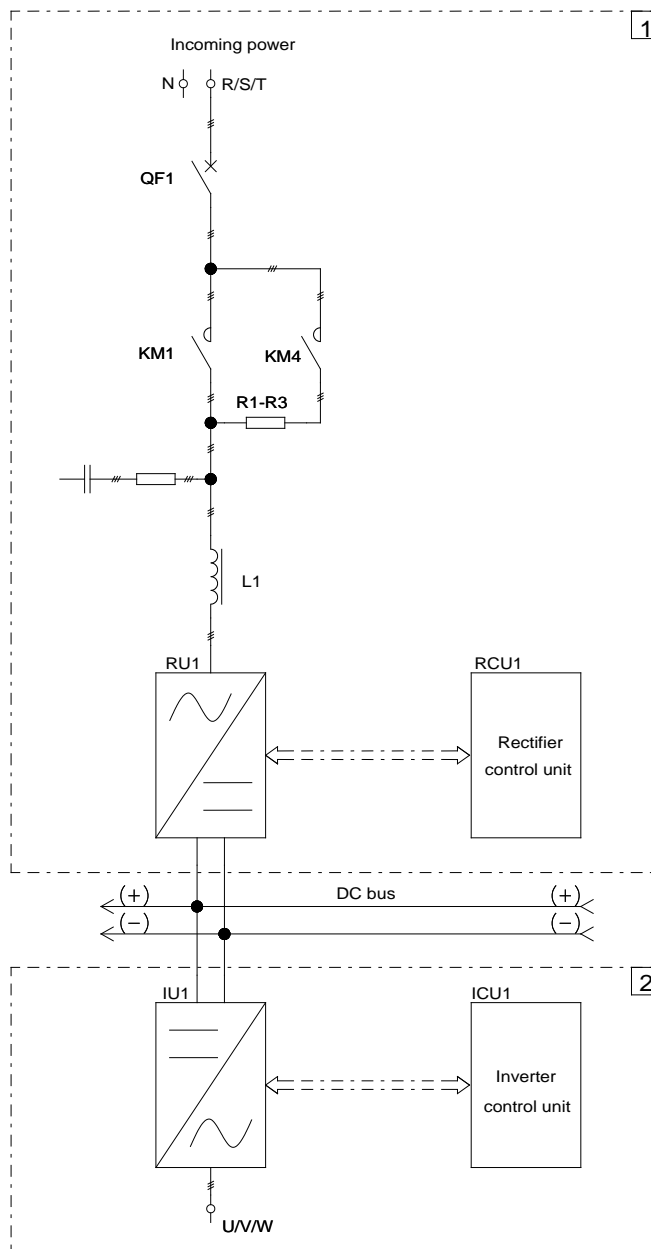 1
Incoming power
N R/S/T
QF1
KM1 KM4
R1-R3
L1
RU1 RCU1
Rectifier
control unit
(+) DC bus (+)
(−) (−)
2
IU1 ICU1
Inverter
control unit
U/V/W